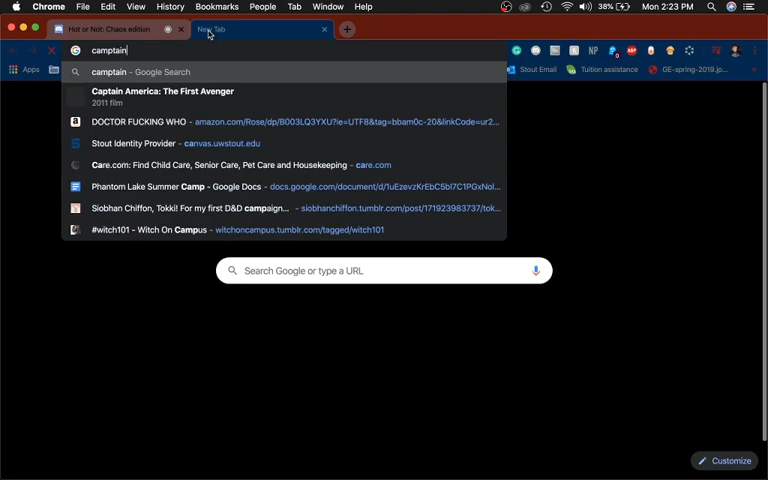 Chrome File Edit View History Bookmarks People Tab Window Help 38% Mon 2:23 PM
Hot or Not: Chaos edition New Tab
camptain
NP ABP 0
Apps Stout Email Tuition assistance GE-spring-2019.jp...
camptain - Google Search
Captain America: The First Avenger
2011 film
DOCTOR FUCKING WHO - amazon.com/Rose/dp/B003LQ3YXU?ie=UTF8&tag=bbam0c-20&linkCode=ur2...
Stout Identity Provider - canvas.uwstout.edu
Care.com: Find Child Care, Senior Care, Pet Care and Housekeeping - care.com
Phantom Lake Summer Camp - Google Docs - docs.google.com/document/d/1uEzevzKrEbC5bI7C1PGvNol...
Siobhan Chiffon, Tokki! For my first D&D campaign... - siobhanchiffon.tumblr.com/post/171923983737/tok...
#witch101 - Witch On Campus - witchoncampus.tumblr.com/tagged/witch101
Search Google or type a URL
Customize